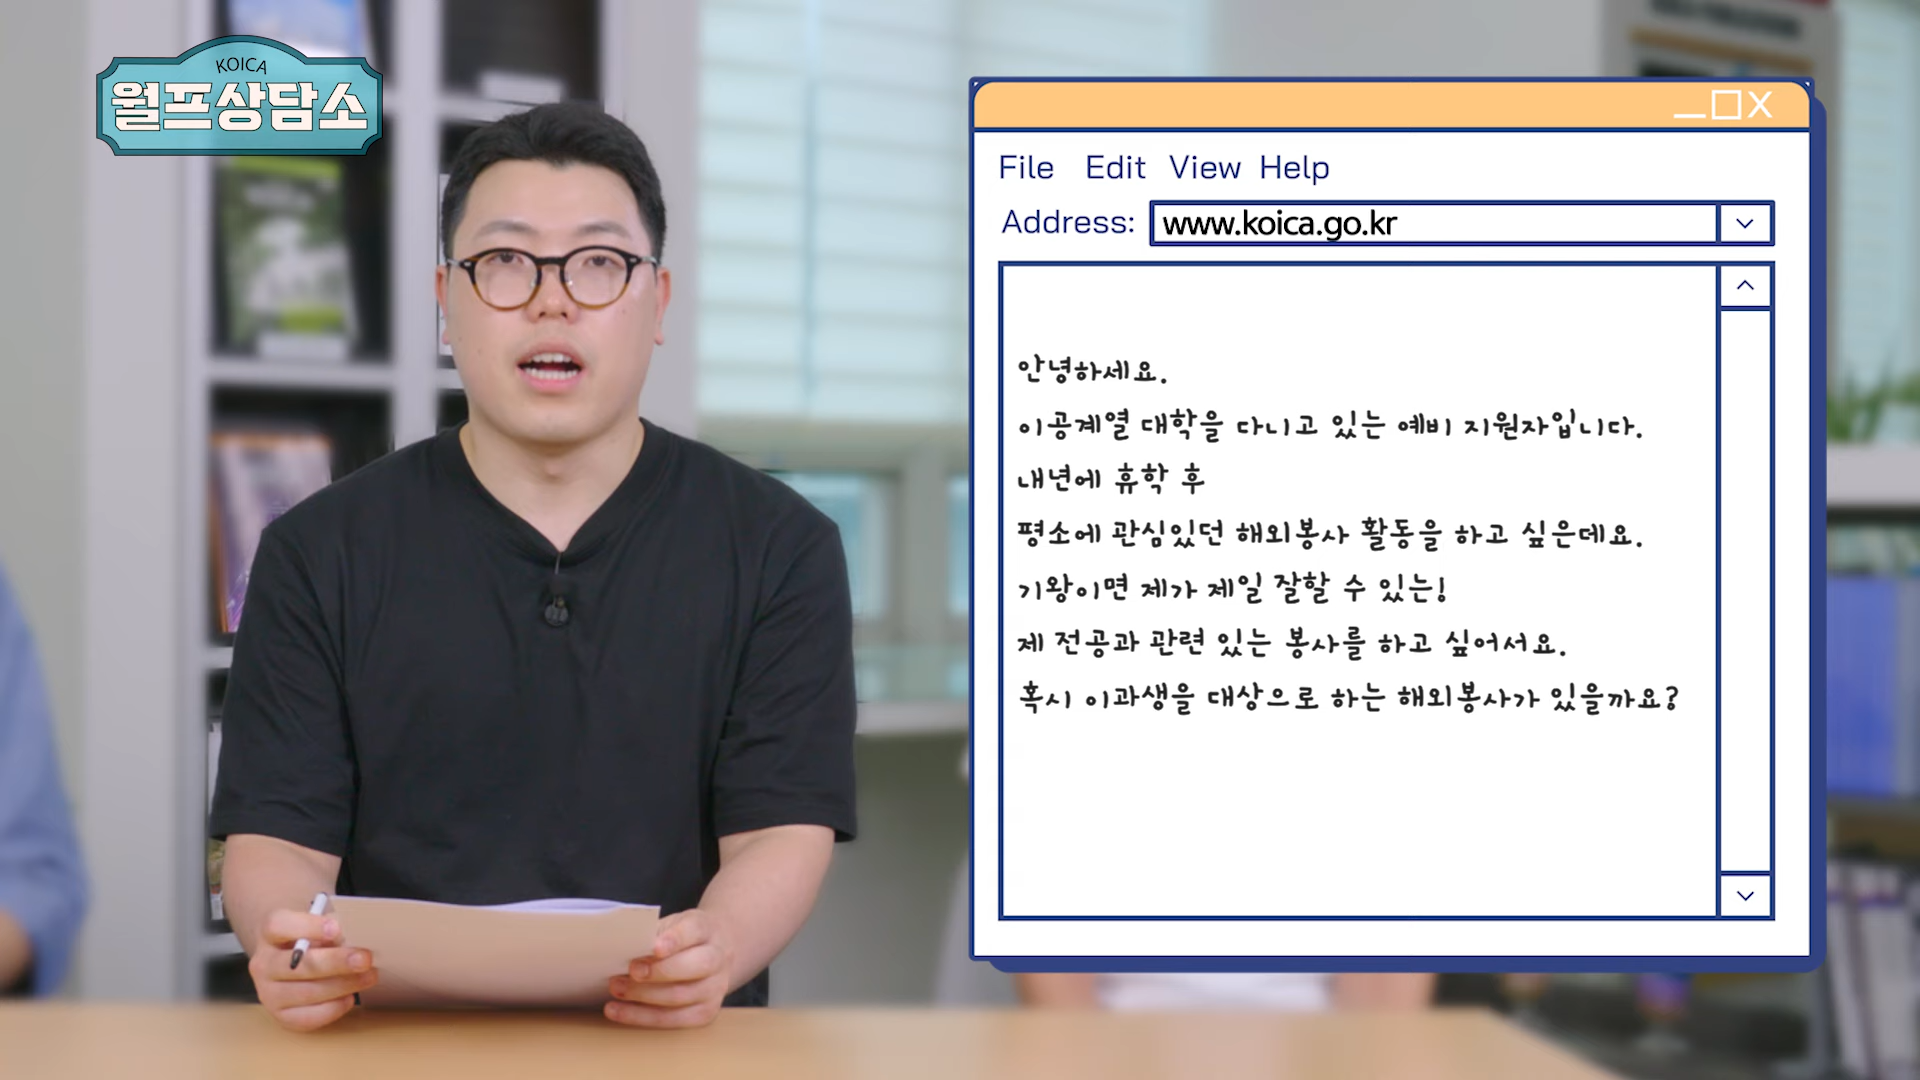 KOICA
월프상담소
File Edit View Help
Address: www.koica.go.kr
안녕하세요.
이공계열 대학을 다니고 있는 예비 지원자입니다.
내년에 휴학 후
평소에 관심있던 해외봉사 활동을 하고 싶은데요.
기왕이면 제가 제일 잘할 수 있는!
제 전공과 관련 있는 봉사를 하고 싶어서요.
혹시 이과생을 대상으로 하는 해외봉사가 있을까요?